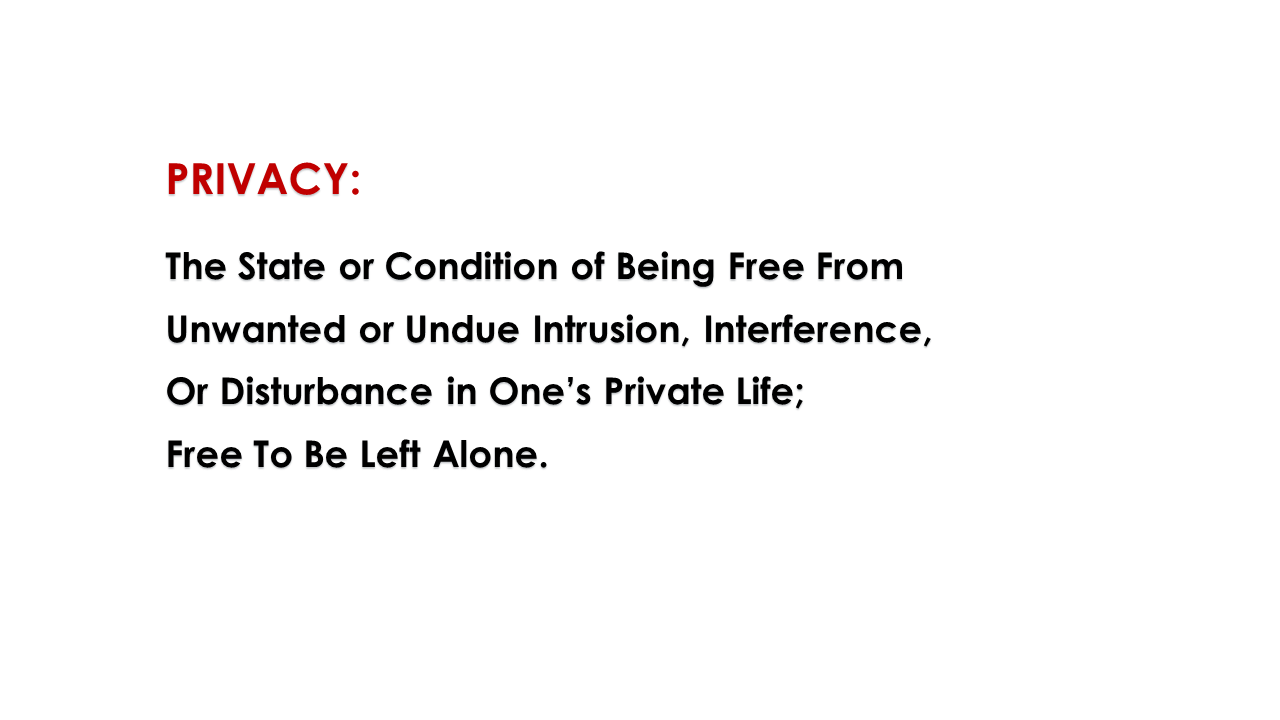 PRIVACY:
The State or Condition of Being Free From
Unwanted or Undue Intrusion, Interference,
Or Disturbance in One’s Private Life;
Free To Be Left Alone.